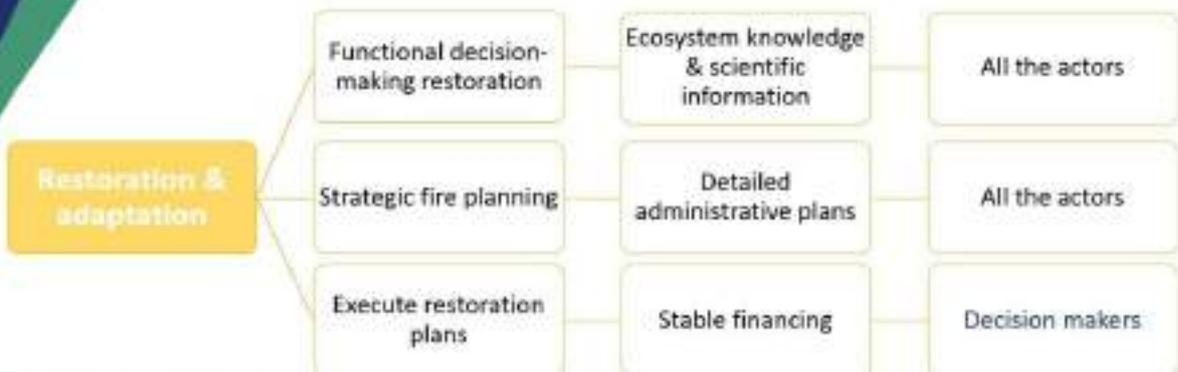 Functional decision-
making restoration
Ecosystem knowledge
& scientific
information
All the actors
Restoration &
adaptation
Strategic fire planning
Detailed
administrative plans
All the actors
Execute restoration
plans
Stable financing
Decision makers